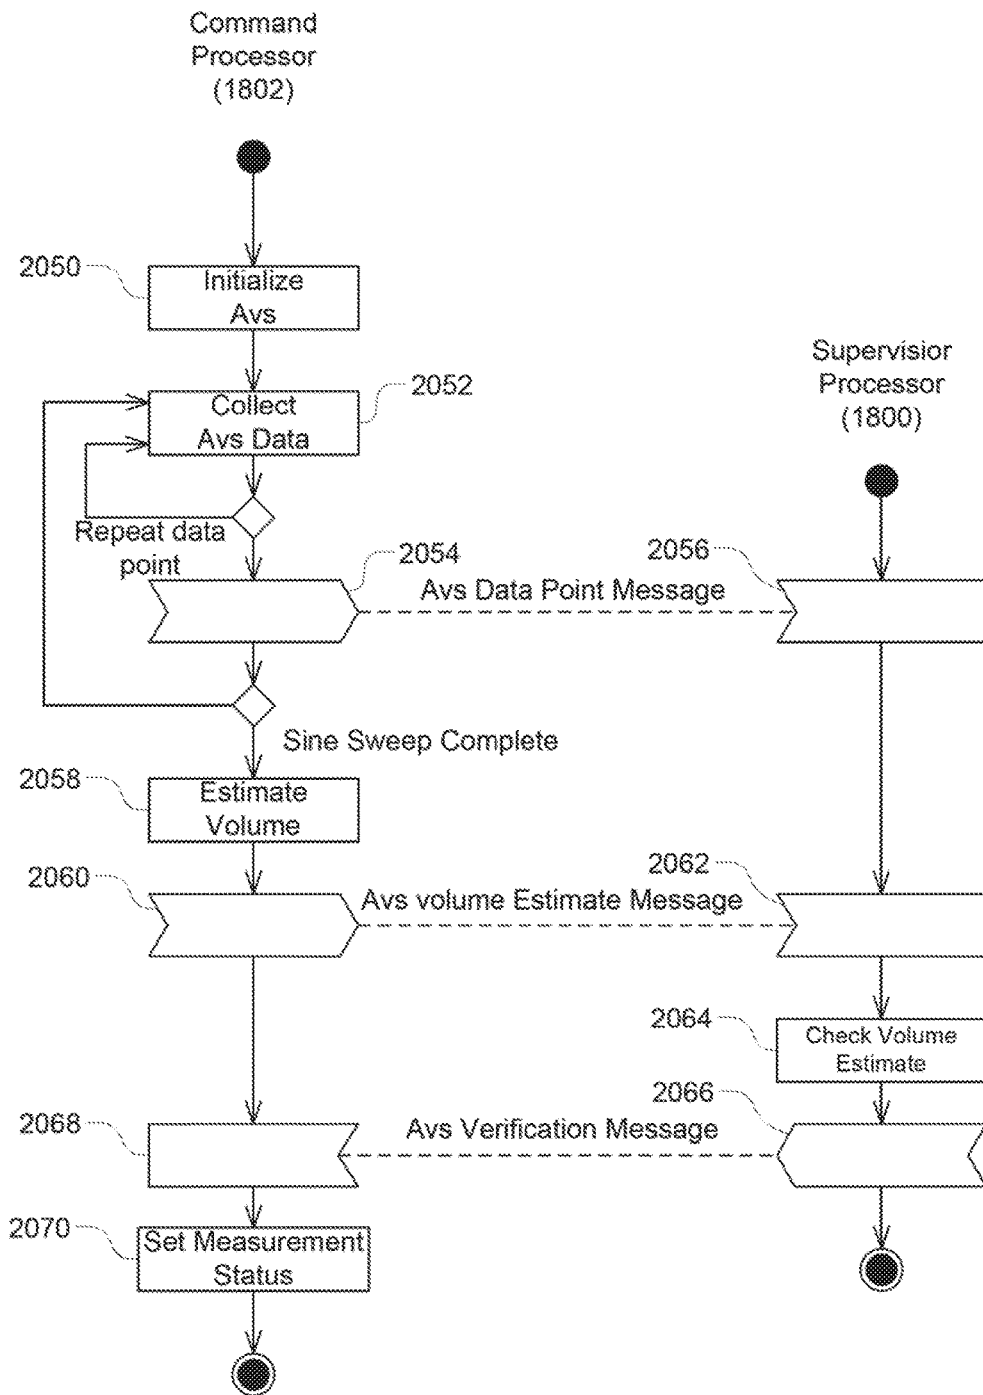 Command
Processor
(1802)
2050
Initialize
Avs
Supervisior
Processor
(1800)
2052
Collect
Avs Data
Repeat data
point
2054
Avs Data Point Message
2056
Sine Sweep Complete
2058
Estimate
Volume
2060
Avs volume Estimate Message
2062
2064
Check Volume
Estimate
2066
2068
Avs Verification Message
2070
Set Measurement
Status